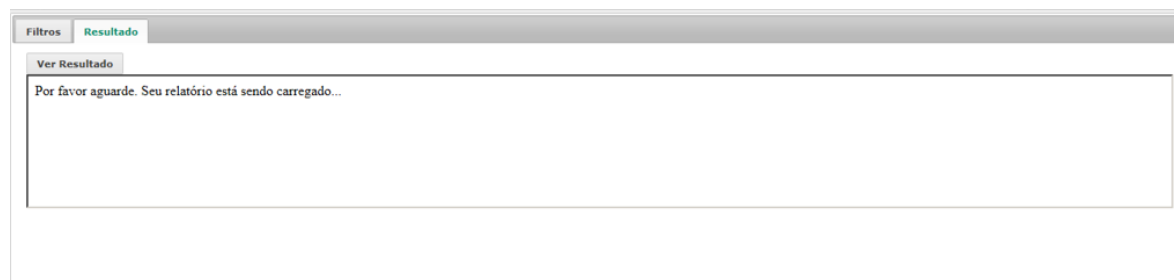 Filtros Resultado
Ver Resultado
Por favor aguarde. Seu relatório está sendo carregado...